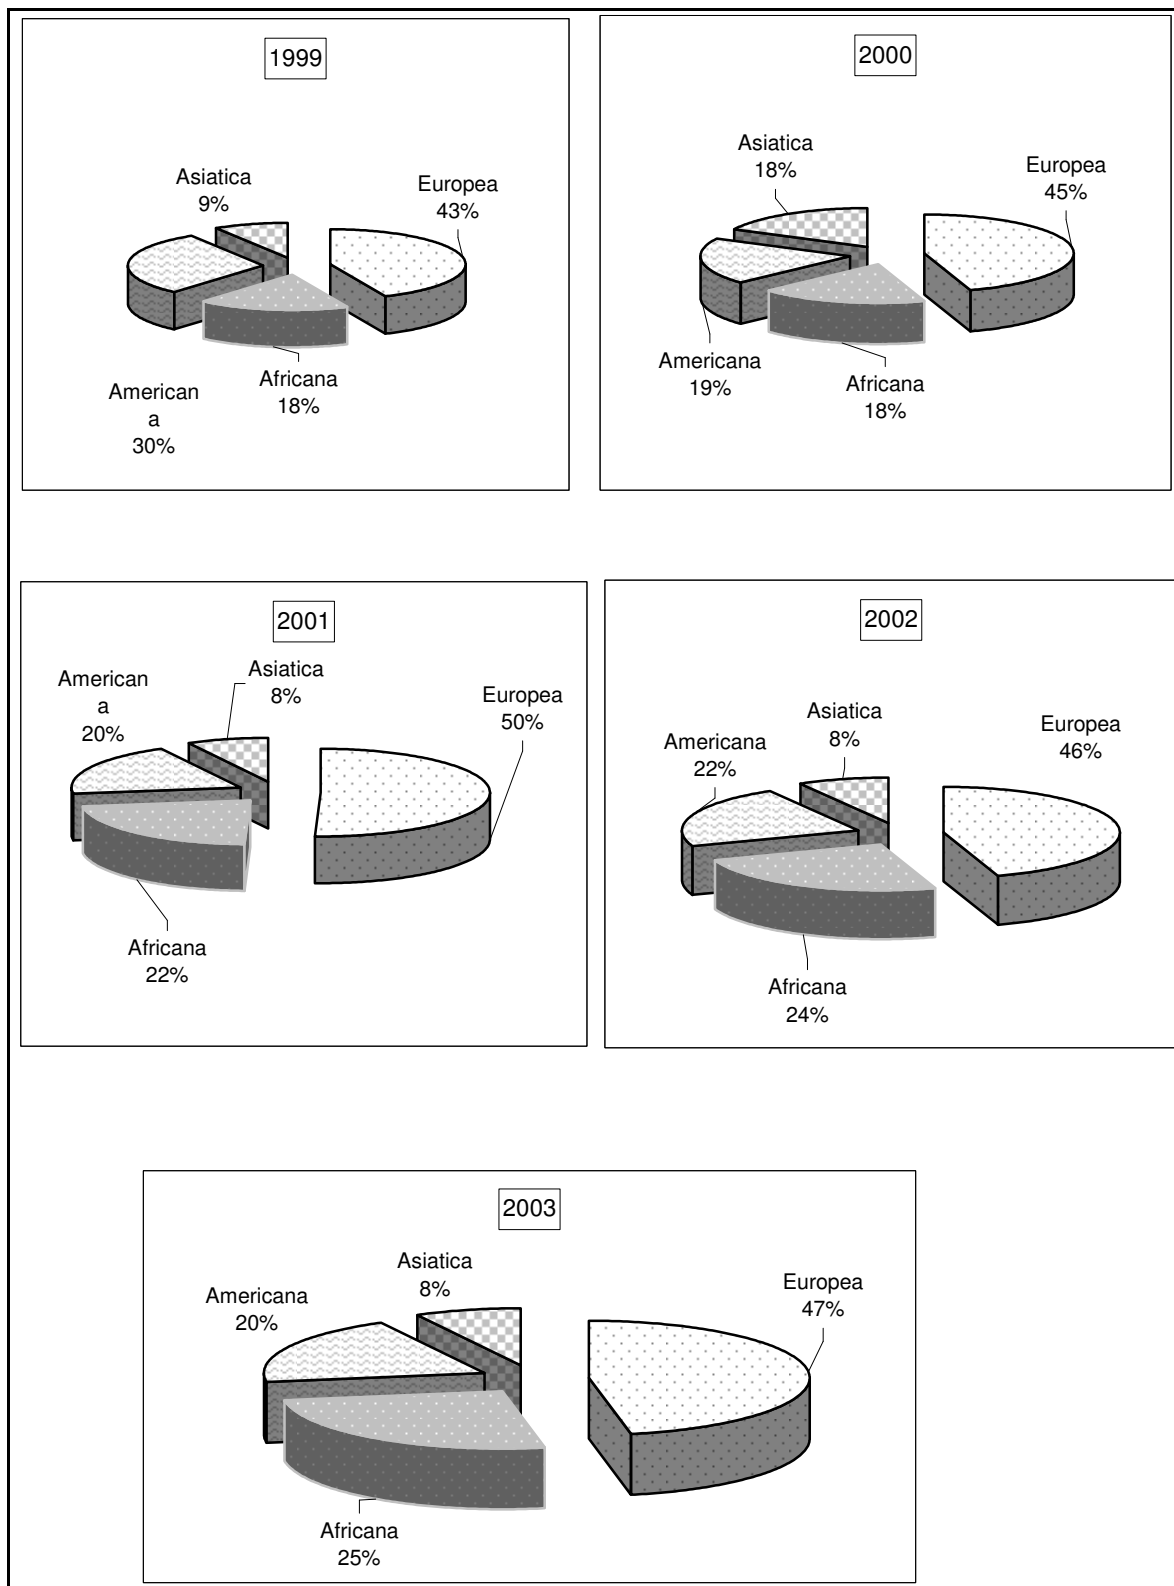 1999
Asiatica
9%
Europea
43%
American
a
30%
Africana
18%
2000
Asiatica
18%
Europea
45%
Americana
19%
Africana
18%
2001
American
a
20%
Asiatica
8%
Europea
50%
Africana
22%
2002
Americana
22%
Asiatica
8%
Europea
46%
Africana
24%
2003
Americana
20%
Asiatica
8%
Europea
47%
Africana
25%